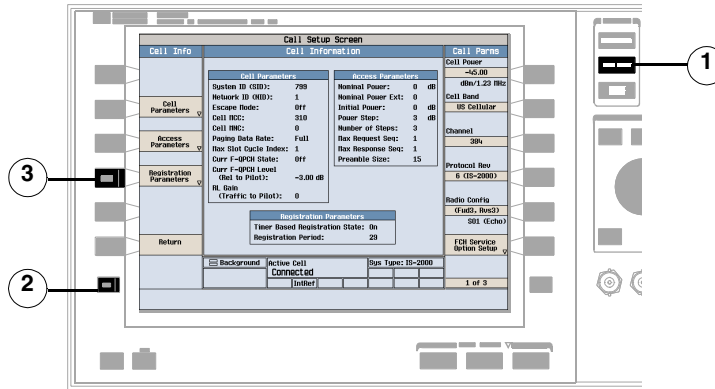 Call Setup Screen
Cell Info
Cell Information
Call Parms
Cell Parameters
System ID (SID): 799
Network ID (NID): 1
Escape Mode: Off
Cell MCC: 310
Cell MNC: 0
Paging Data Rate: Full
Max Slot Cycle Index: 1
Curr F-QPCH State: Off
Curr F-QPCH Level
(Rel to Pilot): -3.00 dB
RL Gain
(Traffic to Pilot): 0
Access Parameters
Nominal Power: 0 dB
Nominal Power Ext: 0
Initial Power: 0 dB
Power Step: 3 dB
Number of Steps: 3
Max Request Seq: 1
Max Response Seq: 1
Preamble Size: 15
Registration Parameters
Timer Based Registration State: On
Registration Period: 29
Cell
Parameters
Access
Parameters
Registration
Parameters
Return
Cell Power
-45.00
dBm/1.23 MHz
Cell Band
US Cellular
Channel
384
Protocol Rev
6 (IS-2000)
Radio Config
(Fwd3, Rvs3)
SO1 (Echo)
FCH Service
Option Setup
Background
Active Cell
Connected
Sys Type: IS-2000
IntRef
1 of 3
1
2
3